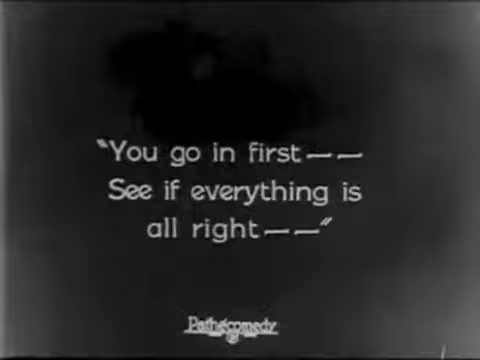 "You go in first — —
See if everything is
all right — —"
Pathécomedy